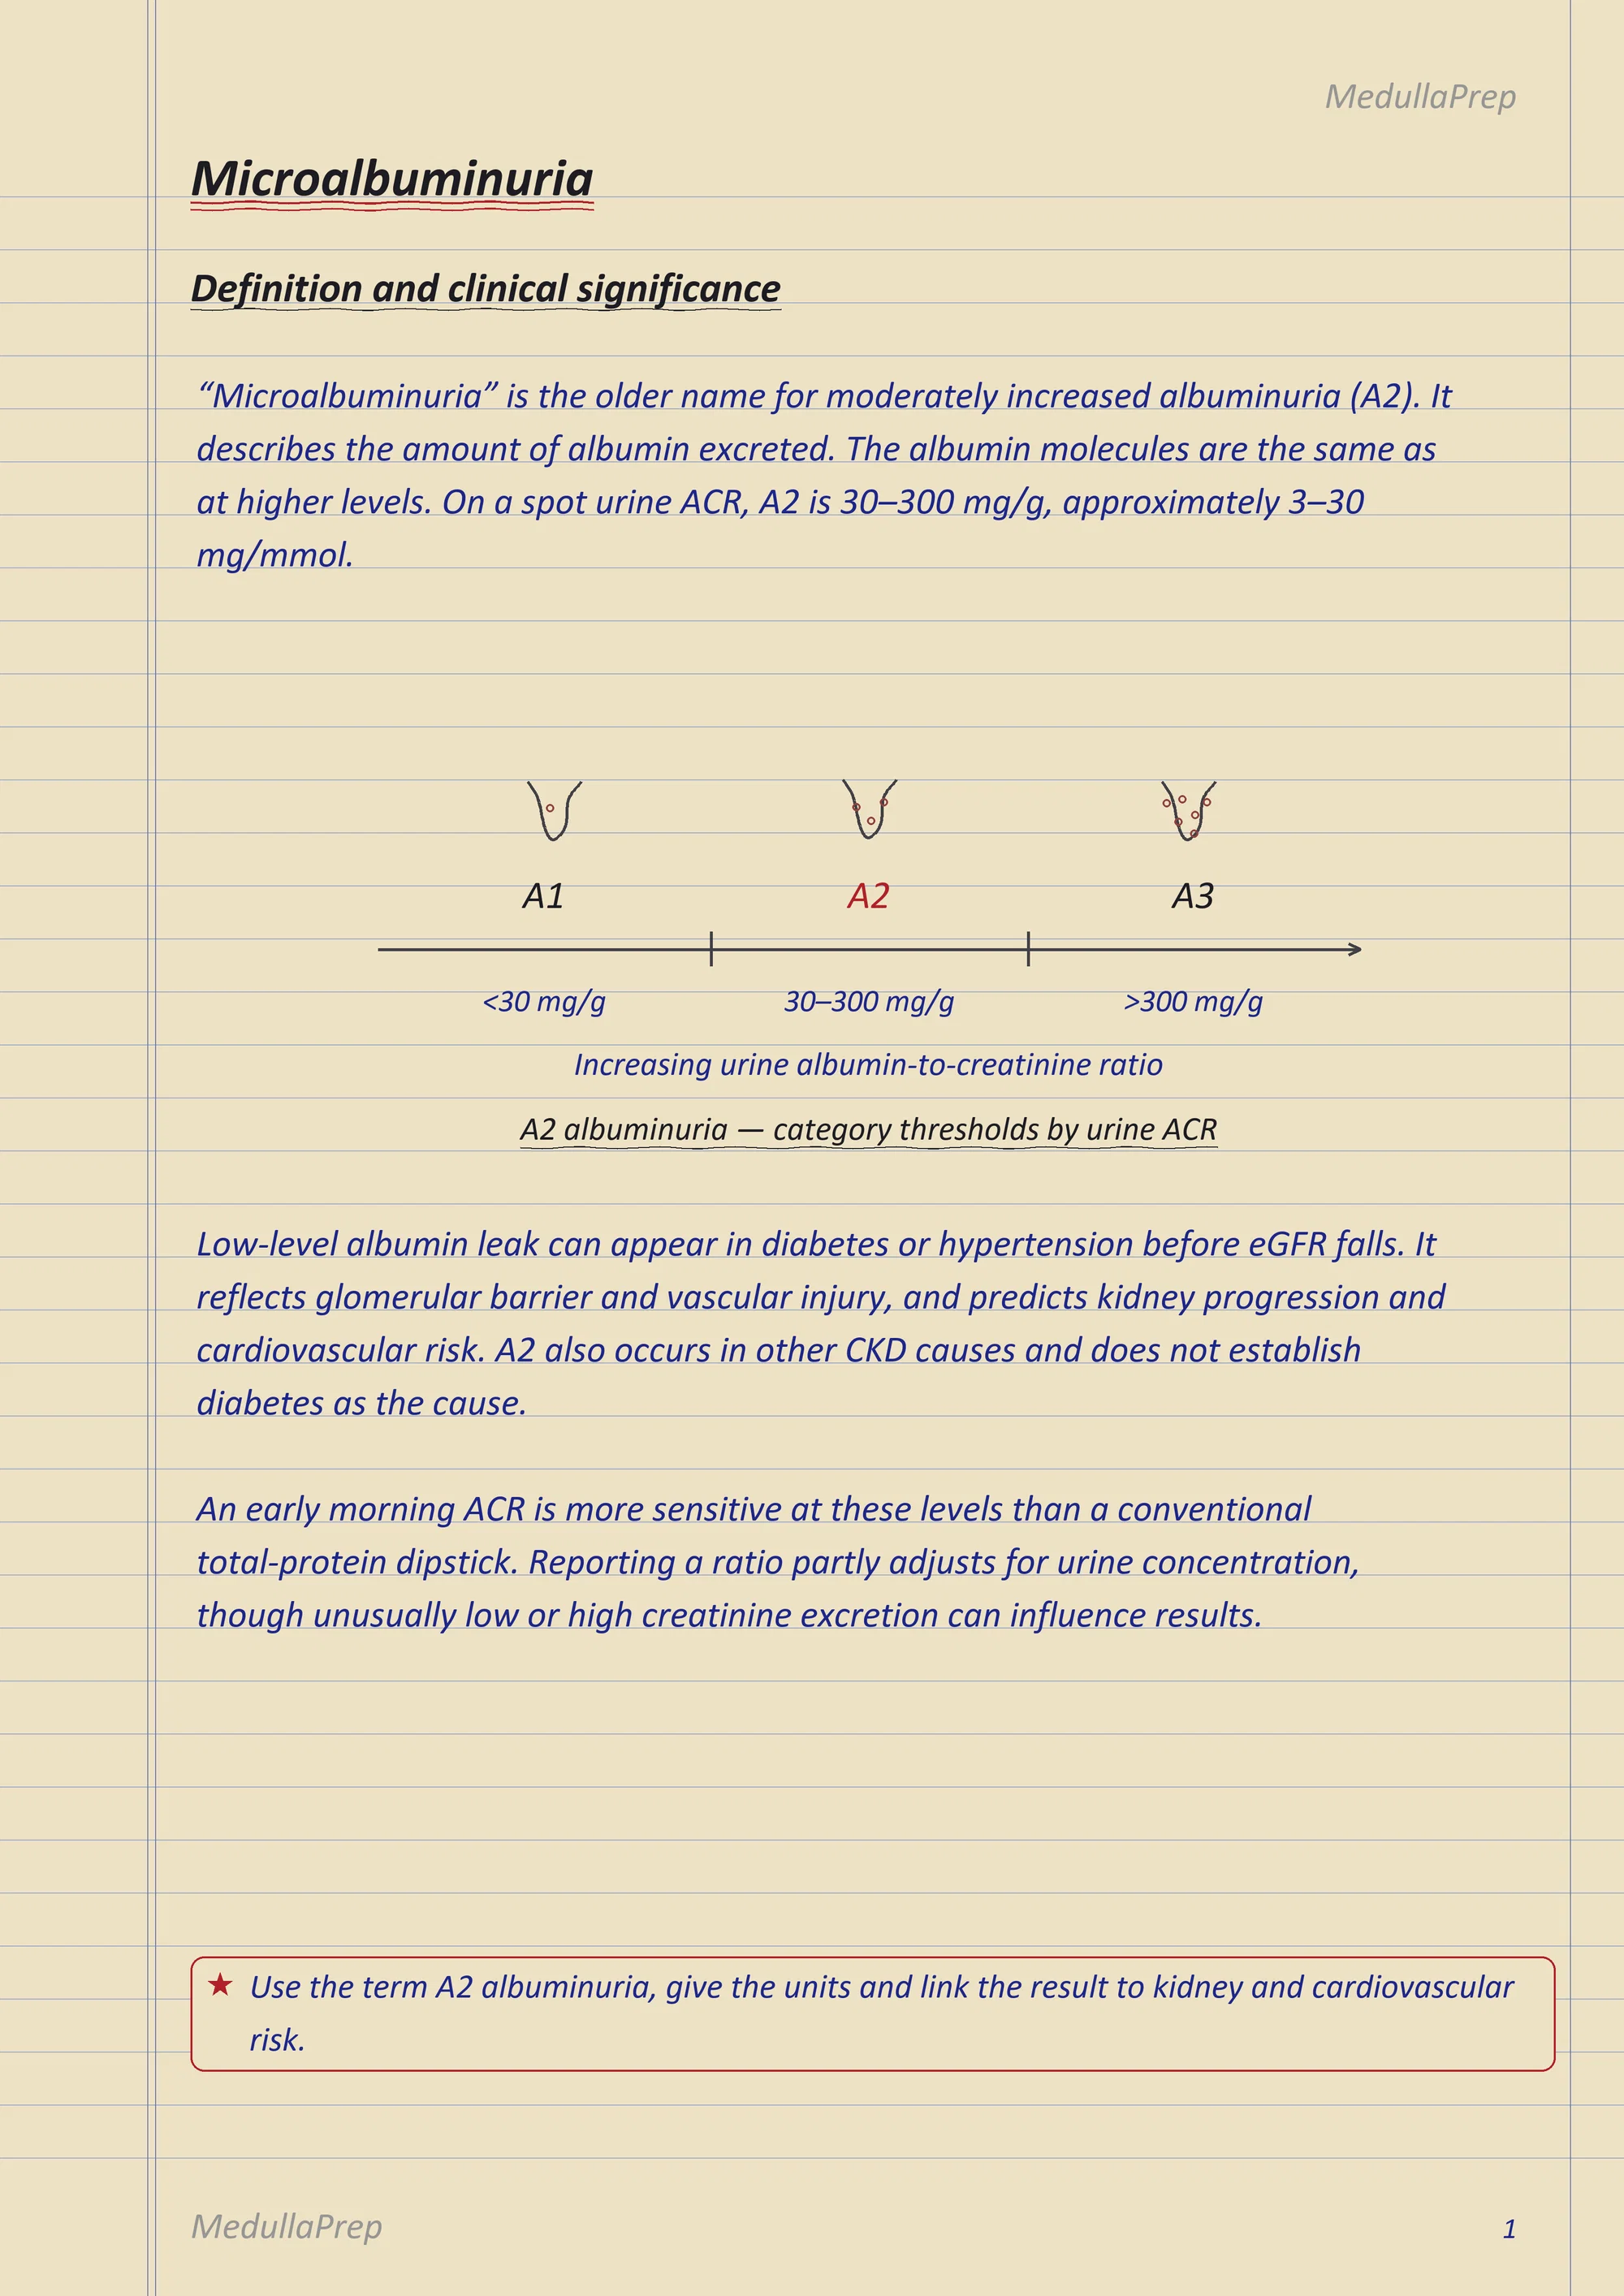 MedullaPrep
Microalbuminuria
Definition and clinical significance
“Microalbuminuria” is the older name for moderately increased albuminuria (A2). It
describes the amount of albumin excreted. The albumin molecules are the same as
at higher levels. On a spot urine ACR, A2 is 30–300 mg/g, approximately 3–30
mg/mmol.
A1 A2 A3
<30 mg/g 30–300 mg/g >300 mg/g
Increasing urine albumin-to-creatinine ratio
A2 albuminuria — category thresholds by urine ACR
Low-level albumin leak can appear in diabetes or hypertension before eGFR falls. It
reflects glomerular barrier and vascular injury, and predicts kidney progression and
cardiovascular risk. A2 also occurs in other CKD causes and does not establish
diabetes as the cause.
An early morning ACR is more sensitive at these levels than a conventional
total-protein dipstick. Reporting a ratio partly adjusts for urine concentration,
though unusually low or high creatinine excretion can influence results.
★ Use the term A2 albuminuria, give the units and link the result to kidney and cardiovascular
risk.
MedullaPrep 1